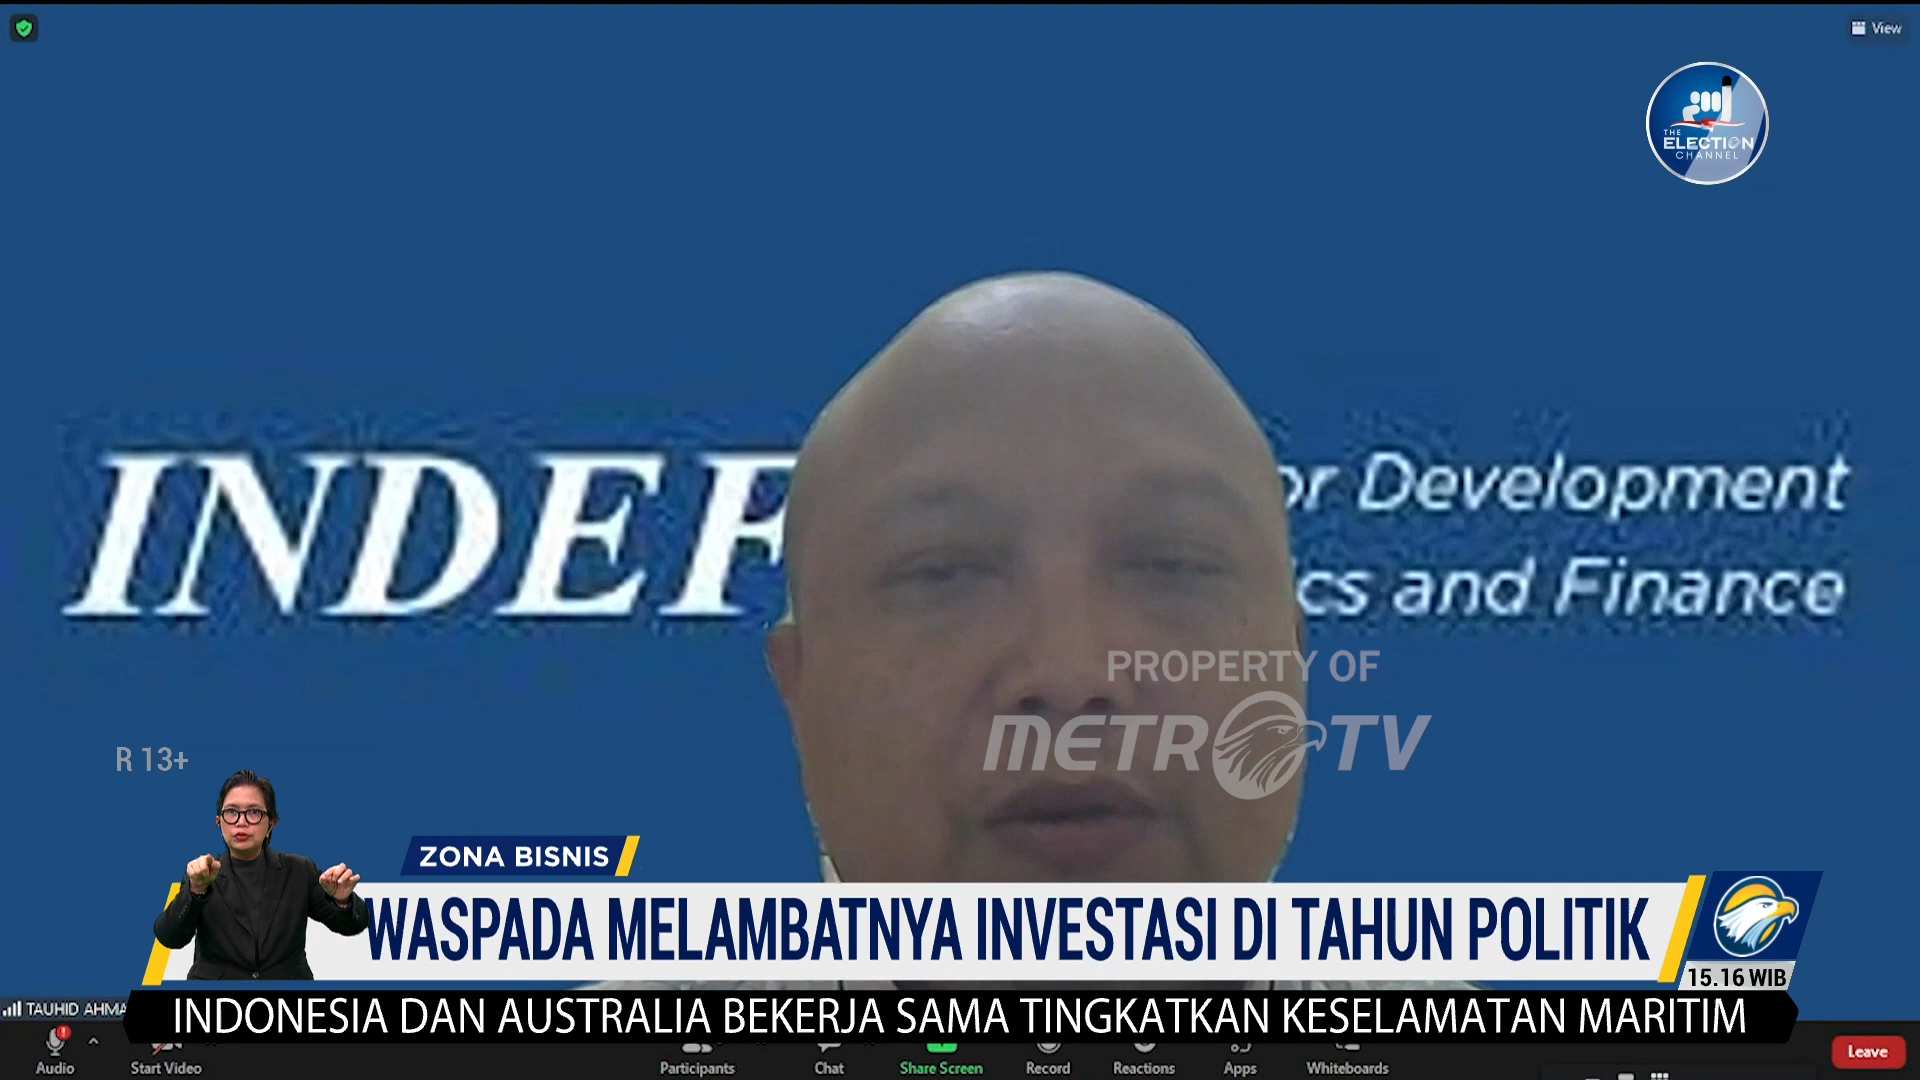 View
THE
ELECTION
CHANNEL
INDEF
or Development
cs and Finance
PROPERTY OF
METRO TV
R 13+
ZONA BISNIS
WASPADA MELAMBATNYA INVESTASI DI TAHUN POLITIK
15.16 WIB
TAUHID AHMA
INDONESIA DAN AUSTRALIA BEKERJA SAMA TINGKATKAN KESELAMATAN MARITIM
Audio
Start Video
Participants
Chat
Share Screen
Record
Reactions
Apps
Whiteboards
Leave